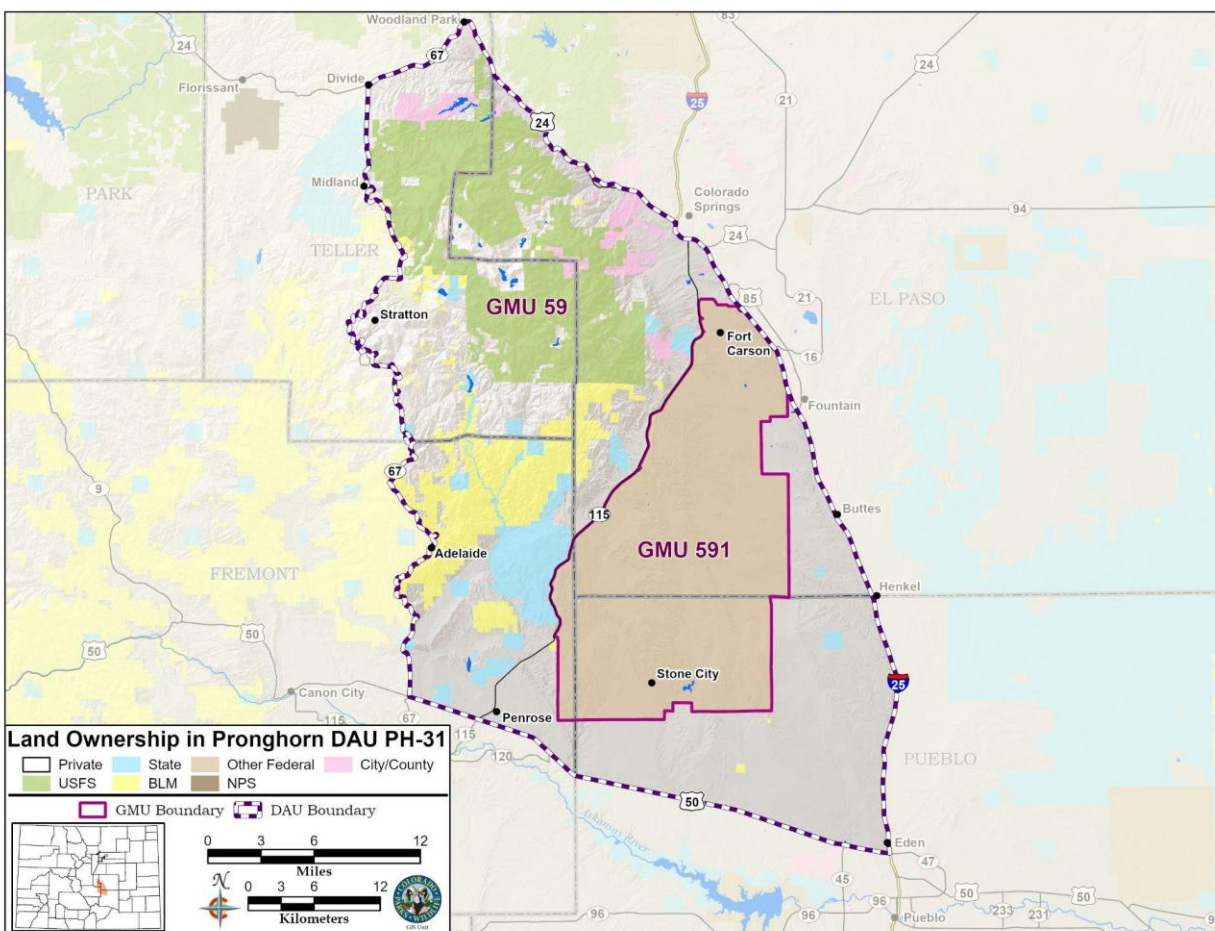 Woodland Park
83
24
67
24
Florissant
Divide
25
21
24
PARK
Midland
Colorado
Springs
94
TELLER
24
EL PASO
85
21
GMU 59
Stratton
Fort
Carson
16
Fountain
67
9
115
Buttes
Adelaide
GMU 591
FREMONT
Henkel
50
50
Stone City
25
Canon City
Penrose
115
67
115
120
PUEBLO
50
Arkansas River
Eden
47
45
50
50
96
96
233
231
96
Pueblo
Land Ownership in Pronghorn DAU PH-31
Private
State
Other Federal
City/County
USFS
BLM
NPS
GMU Boundary
DAU Boundary
0 3 6 12
Miles
0 3 6 12
Kilometers
N
COLORADO
PARKS
WILDLIFE
GIS Unit